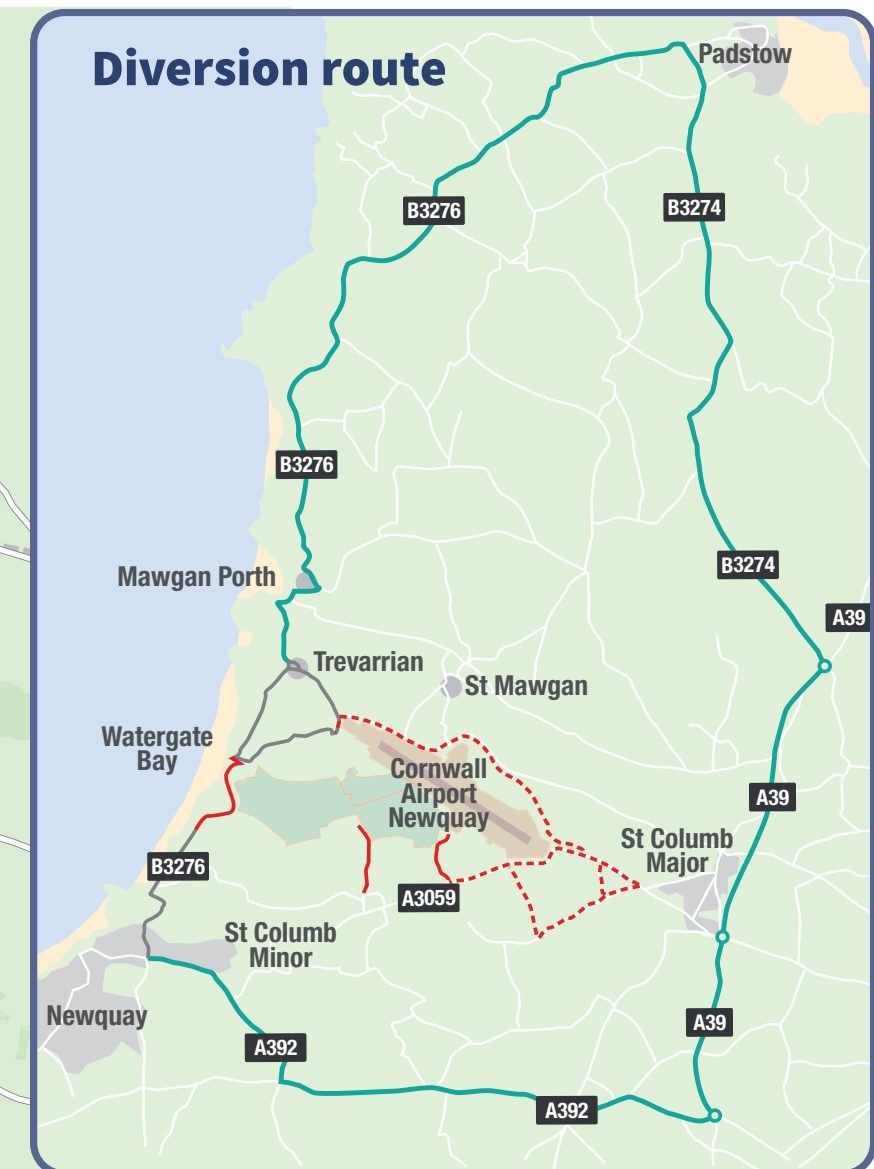 Diversion route
Padstow
B3276
B3274
B3276
Mawgan Porth
B3274
A39
Trevarrian
St Mawgan
Watergate
Bay
Cornwall
Airport
Newquay
A39
St Columb
Major
B3276
A3059
St Columb
Minor
Newquay
A39
A392
A392